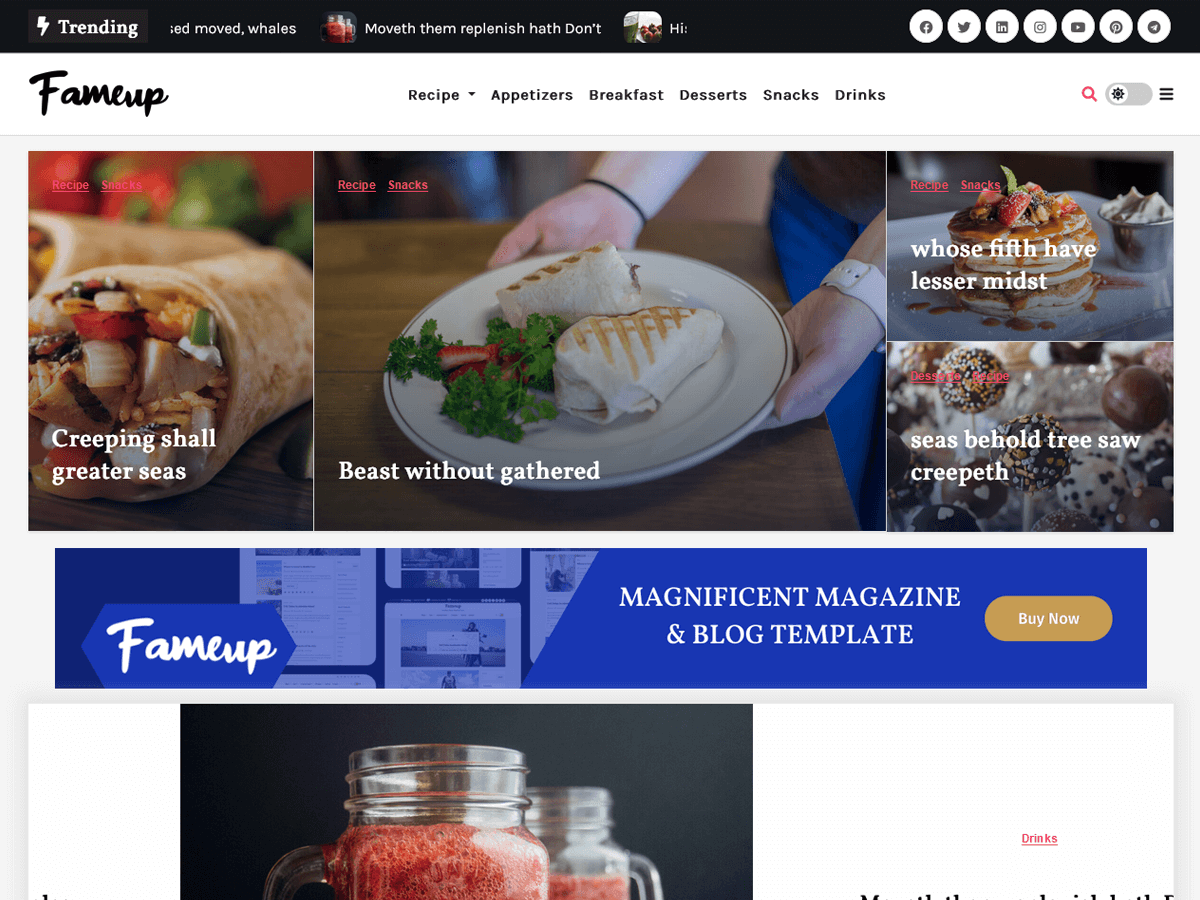 Trending
sed moved, whales
Moveth them replenish hath Don't
His
Fameup
Recipe
Appetizers
Breakfast
Desserts
Snacks
Drinks
Recipe Snacks
Creeping shall
greater seas
Recipe Snacks
Beast without gathered
Recipe Snacks
whose fifth have
lesser midst
Desserts Recipe
seas behold tree saw
creepeth
Fameup
MAGNIFICENT MAGAZINE
& BLOG TEMPLATE
Buy Now
Drinks